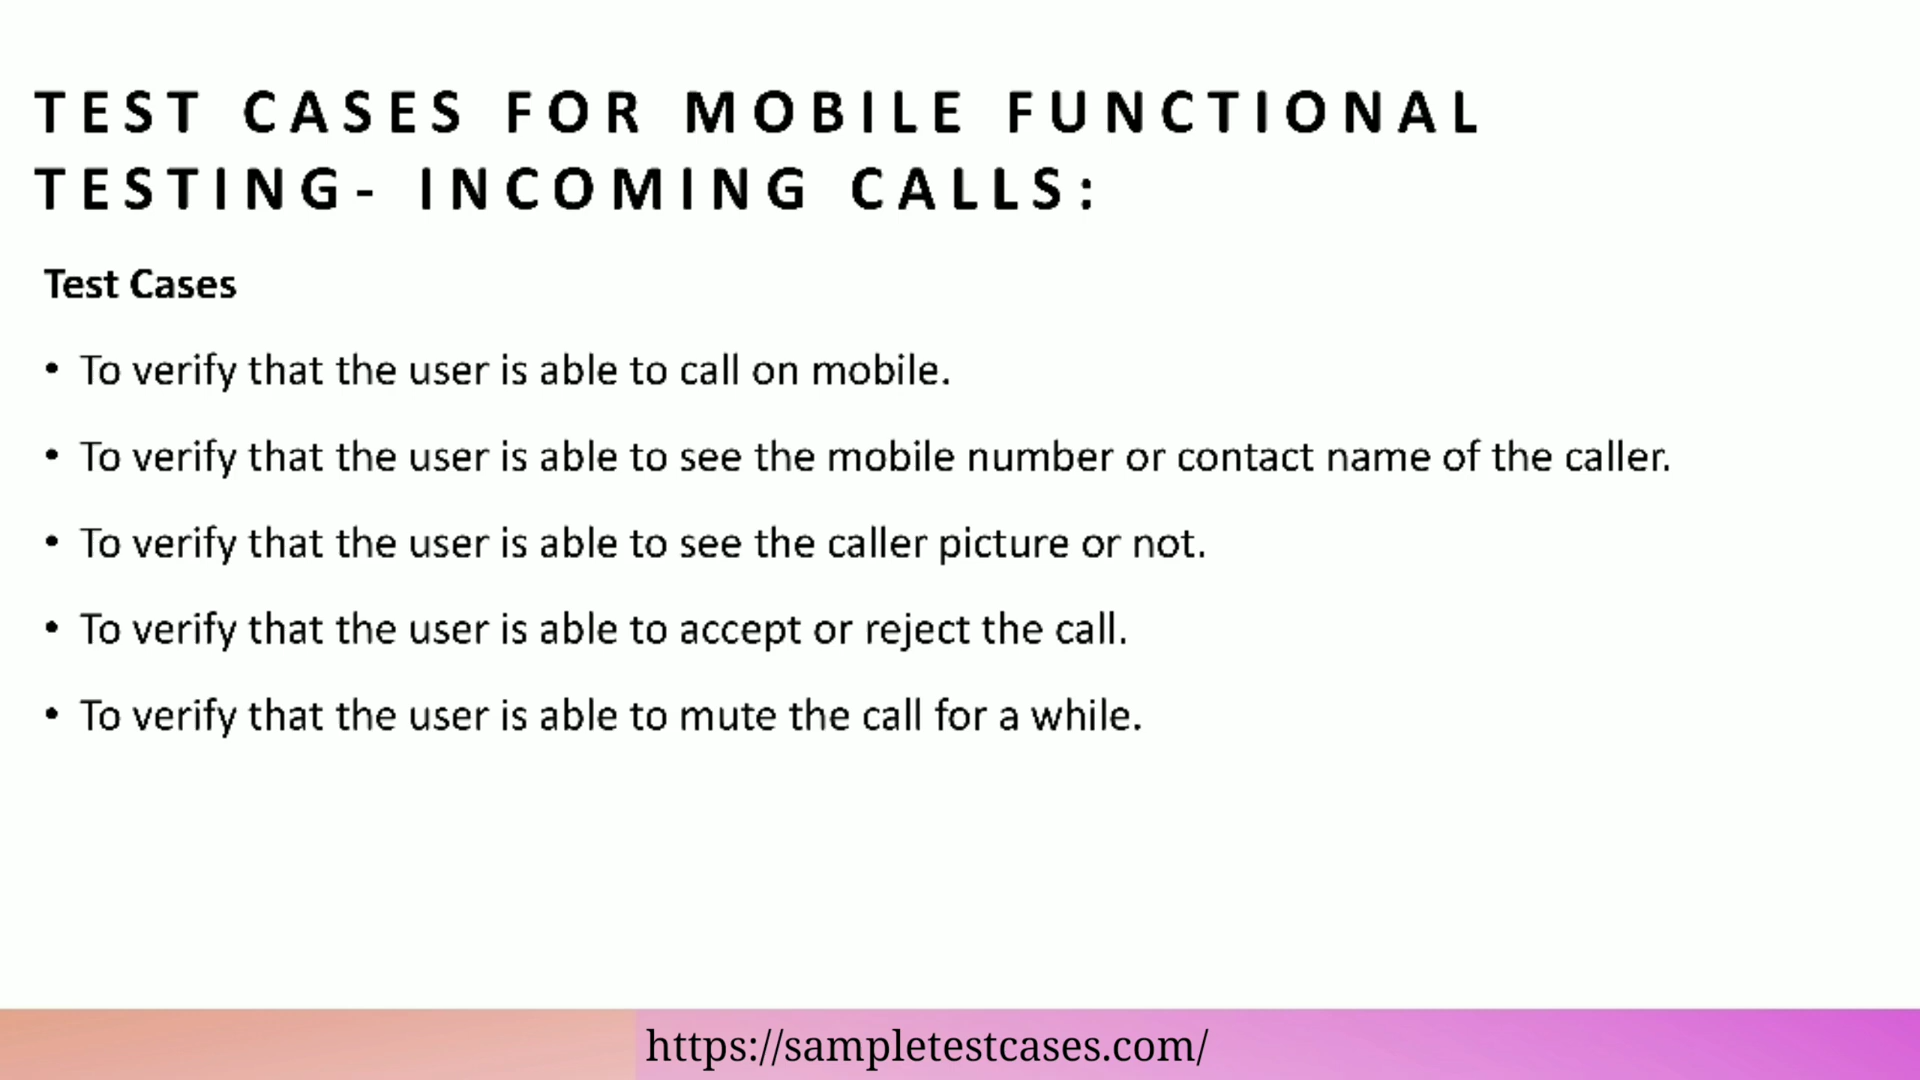 TEST CASES FOR MOBILE FUNCTIONAL
TESTING- INCOMING CALLS:
Test Cases
• To verify that the user is able to call on mobile.
• To verify that the user is able to see the mobile number or contact name of the caller.
• To verify that the user is able to see the caller picture or not.
• To verify that the user is able to accept or reject the call.
• To verify that the user is able to mute the call for a while.
https://sampletestcases.com/